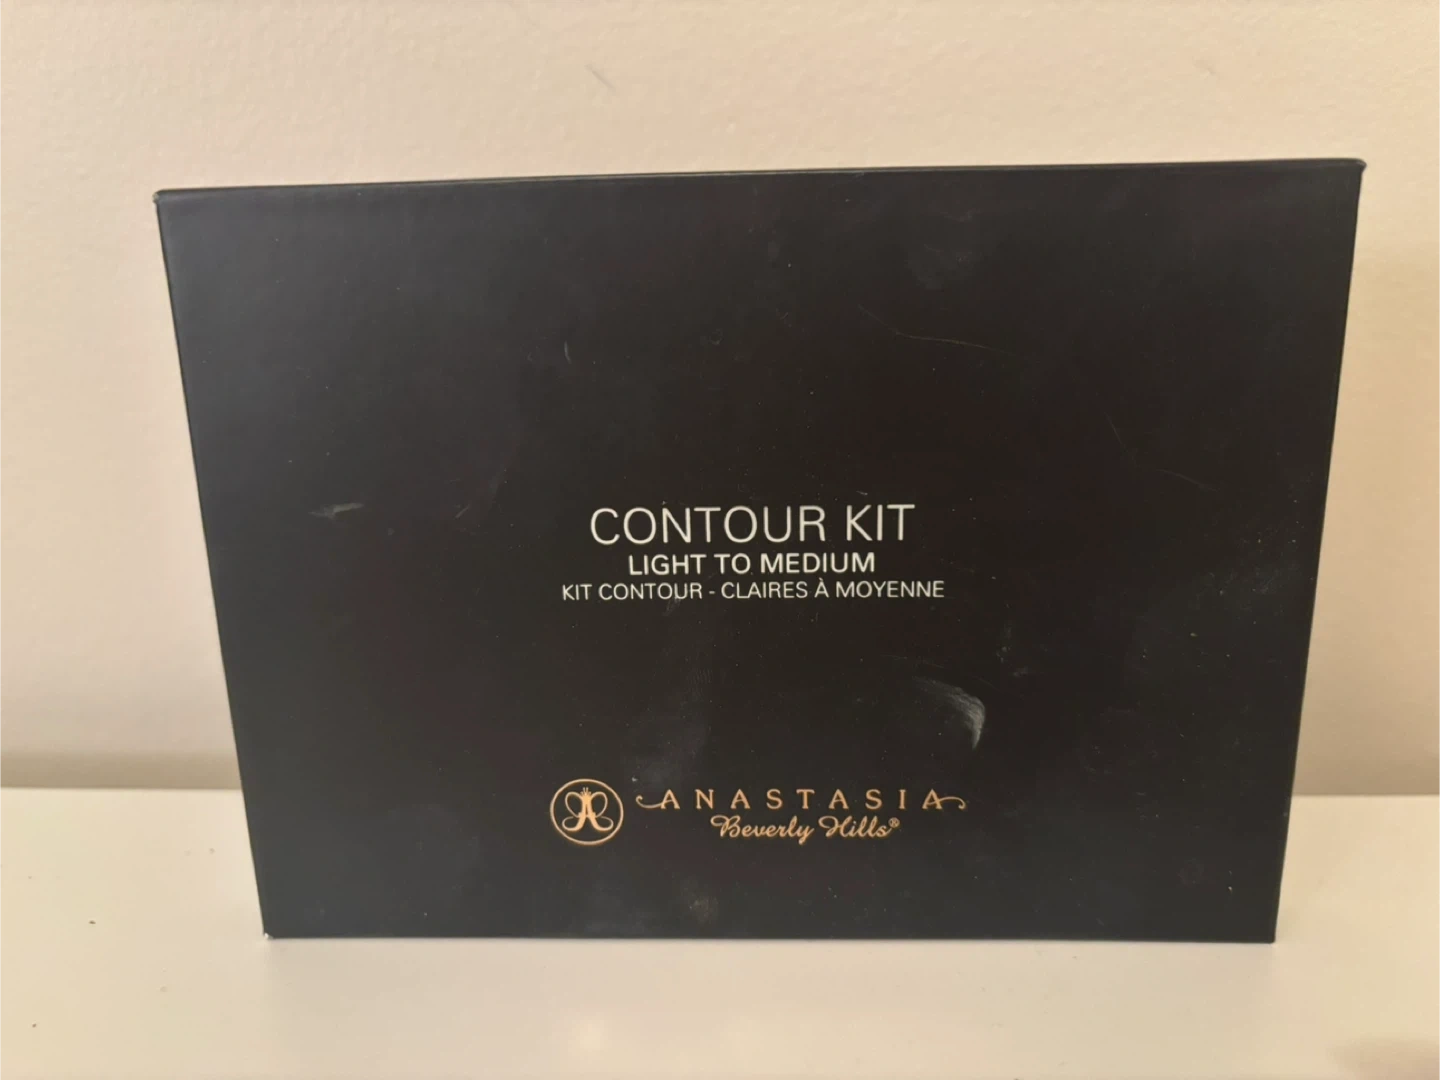 CONTOUR KIT
LIGHT TO MEDIUM
KIT CONTOUR - CLAIRES À MOYENNE
ANASTASIA
Beverly Hills®